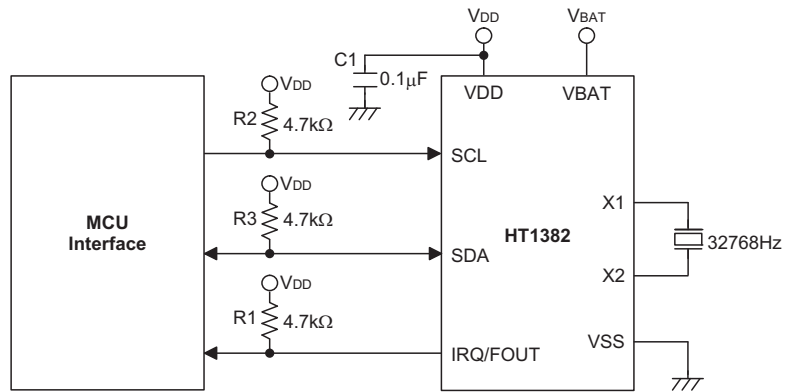 VDD
VBAT
C1
0.1μF
VDD
VBAT
VDD
R2
4.7kΩ
SCL
VDD
R3
4.7kΩ
SDA
VDD
R1
4.7kΩ
IRQ/FOUT
MCU
Interface
HT1382
X1
32768Hz
X2
VSS